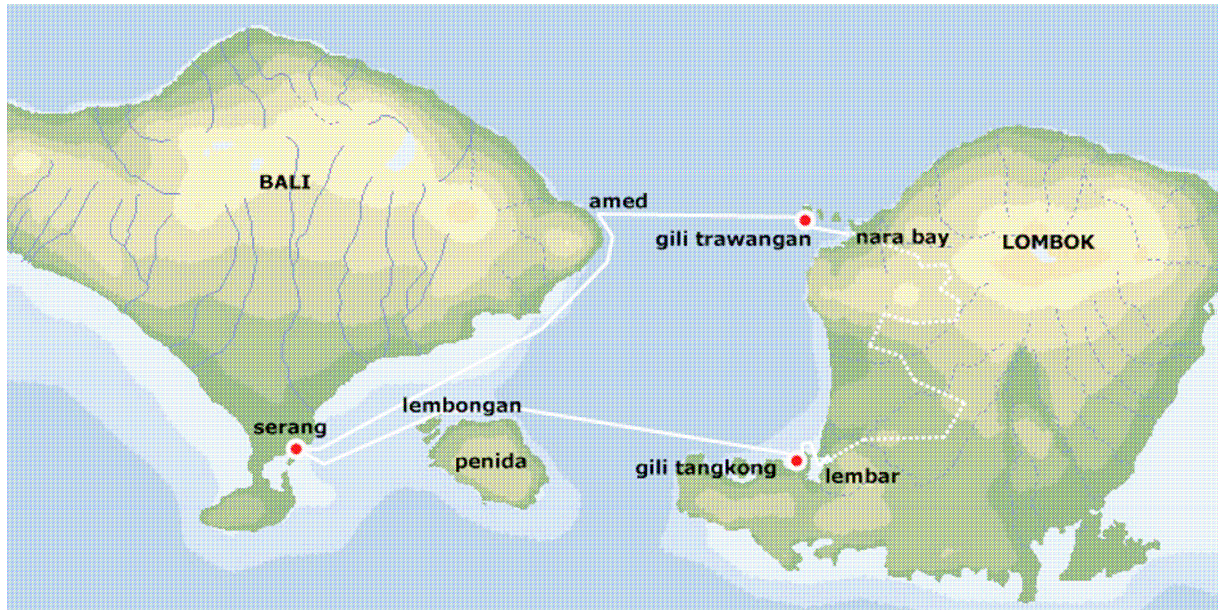 BALI
amed
gili trawangan
nara bay
LOMBOK
lembongan
serang
penida
gili tangkong
lembar